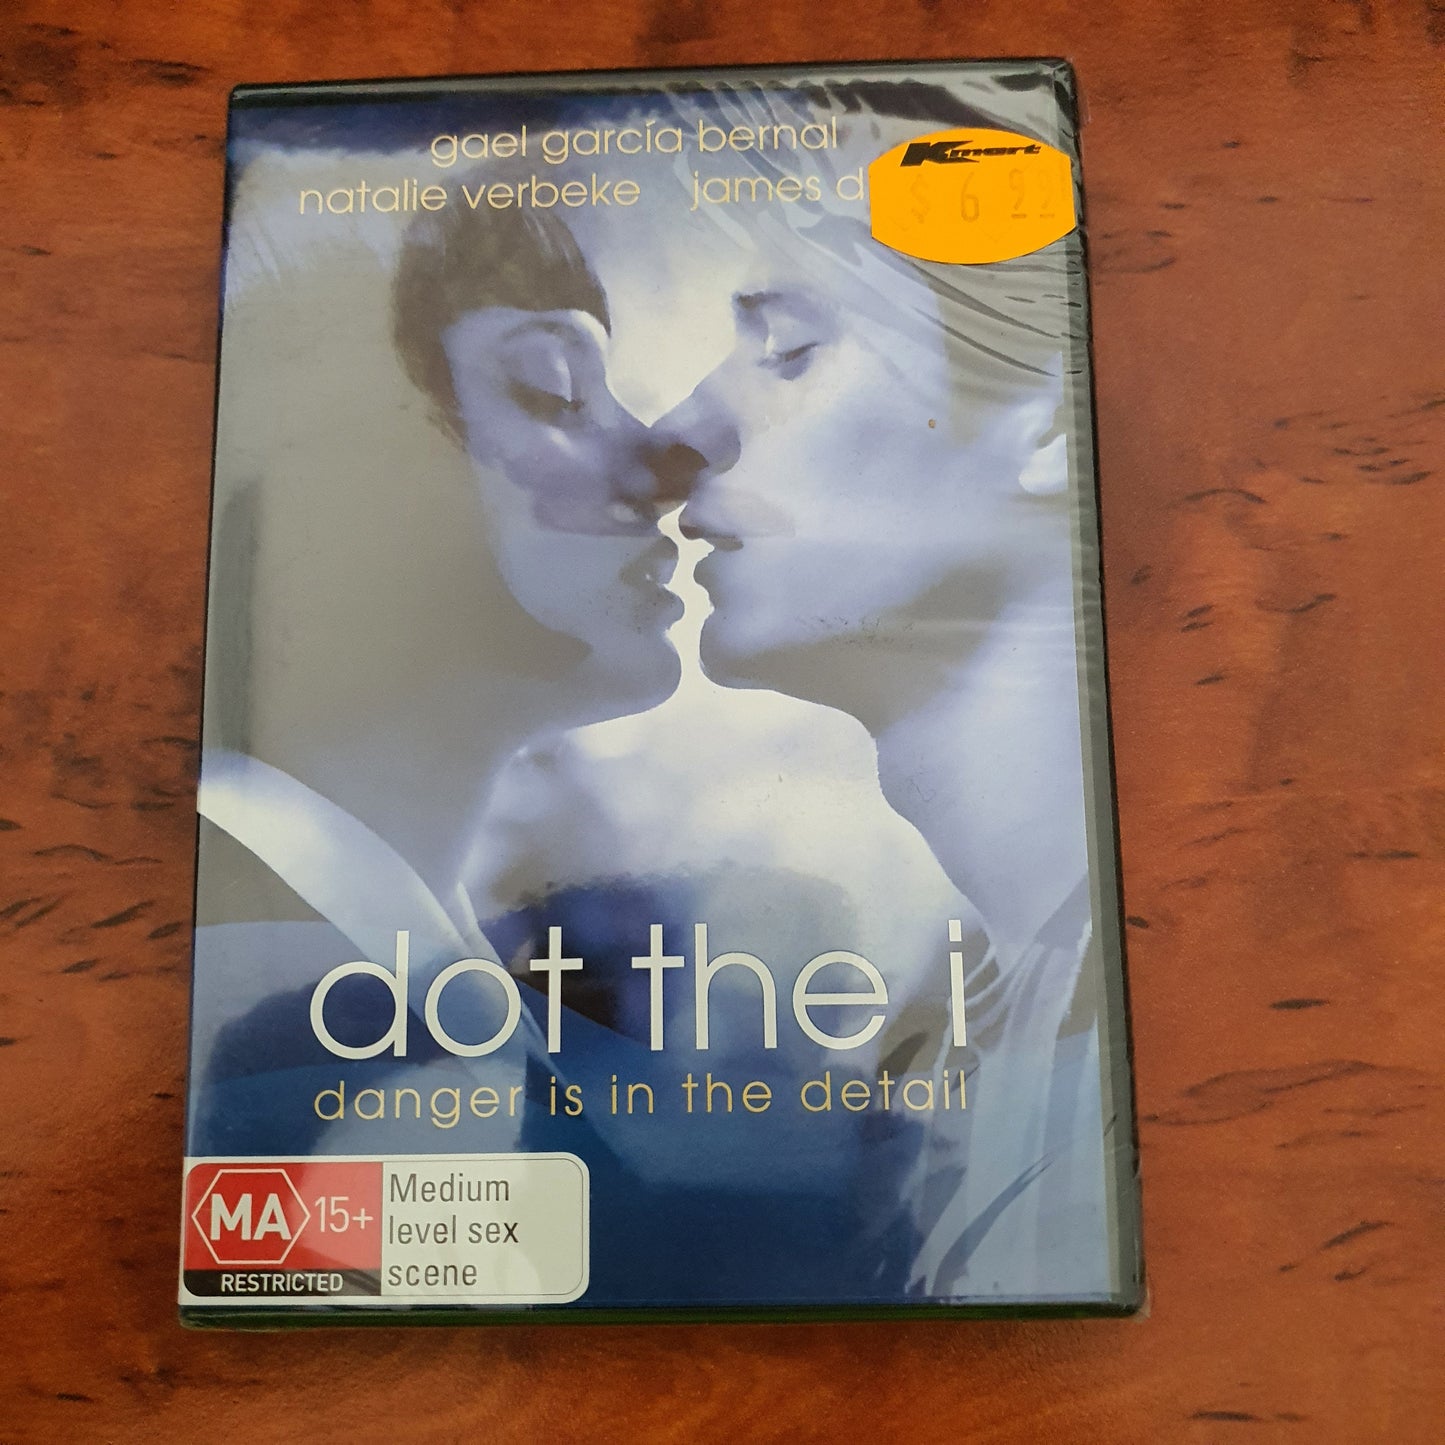 gael garcía bernal
natalie verbeke james d
Kmart
$ 6 99
dot the i
danger is in the detail
MA 15+
RESTRICTED
Medium
level sex
scene